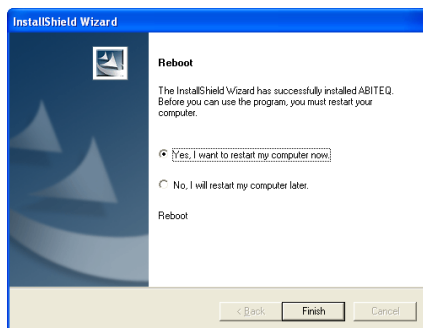 InstallShield Wizard
Reboot
The InstallShield Wizard has successfully installed ABITEQ.
Before you can use the program, you must restart your
computer.
Yes, I want to restart my computer now.
No, I will restart my computer later.
Reboot
< Back
Finish
Cancel